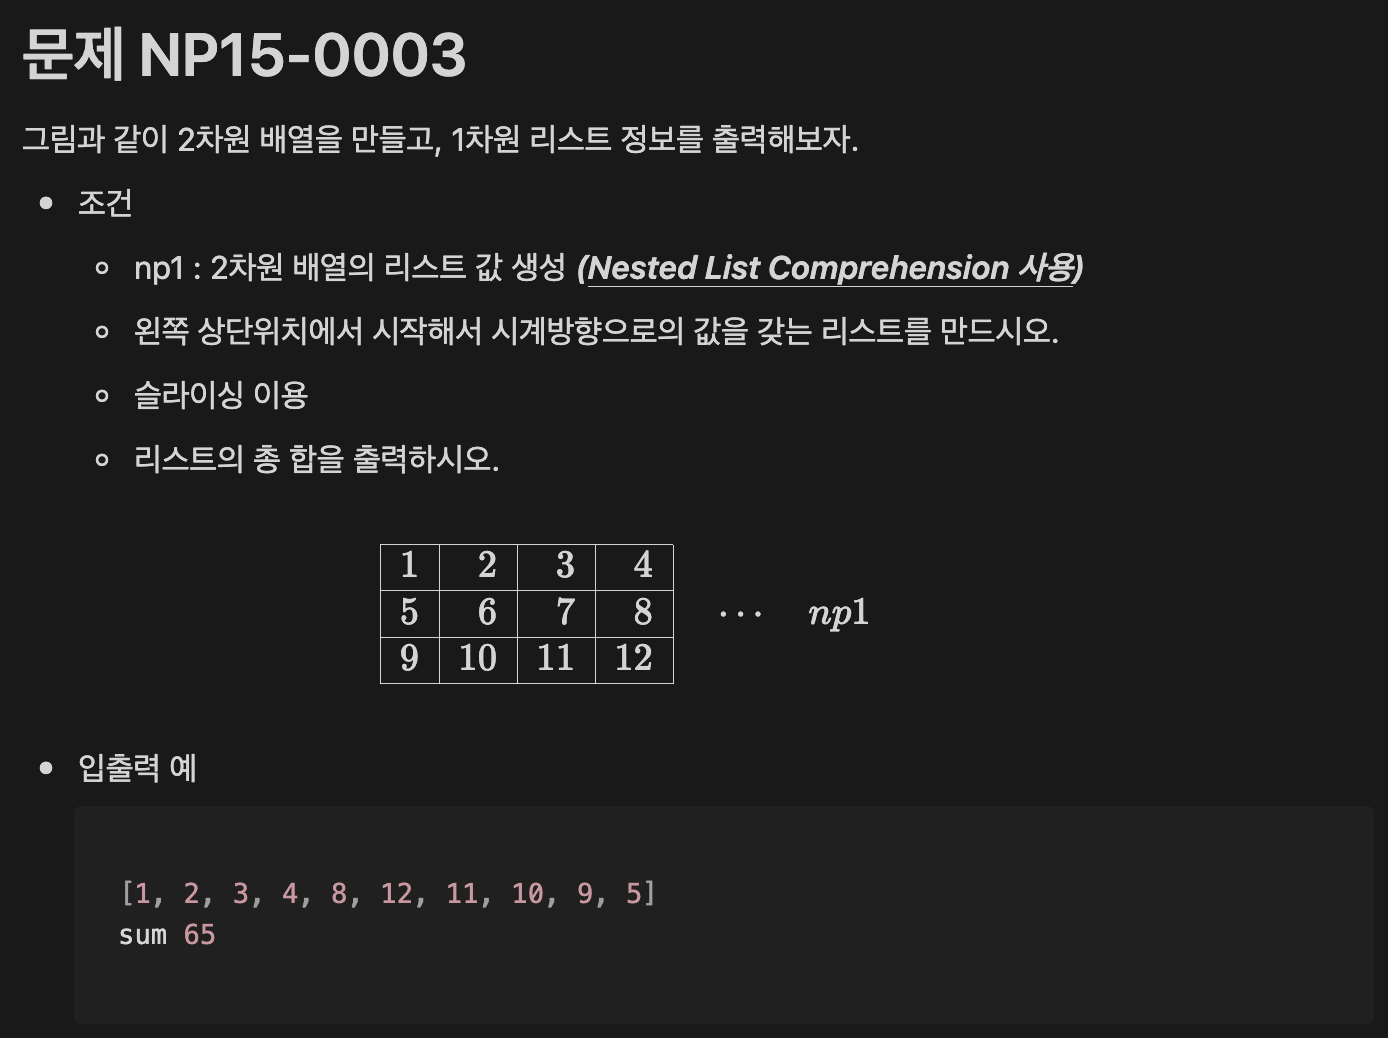 문제 NP15-0003
그림과 같이 2차원 배열을 만들고, 1차원 리스트 정보를 출력해보자.
• 조건
◦ np1 : 2차원 배열의 리스트 값 생성 (Nested List Comprehension 사용)
◦ 왼쪽 상단위치에서 시작해서 시계방향으로의 값을 갖는 리스트를 만드시오.
◦ 슬라이싱 이용
◦ 리스트의 총 합을 출력하시오.
1 2 3 4
5 6 7 8 ⋯ np1
9 10 11 12
• 입출력 예
[1, 2, 3, 4, 8, 12, 11, 10, 9, 5]
sum 65